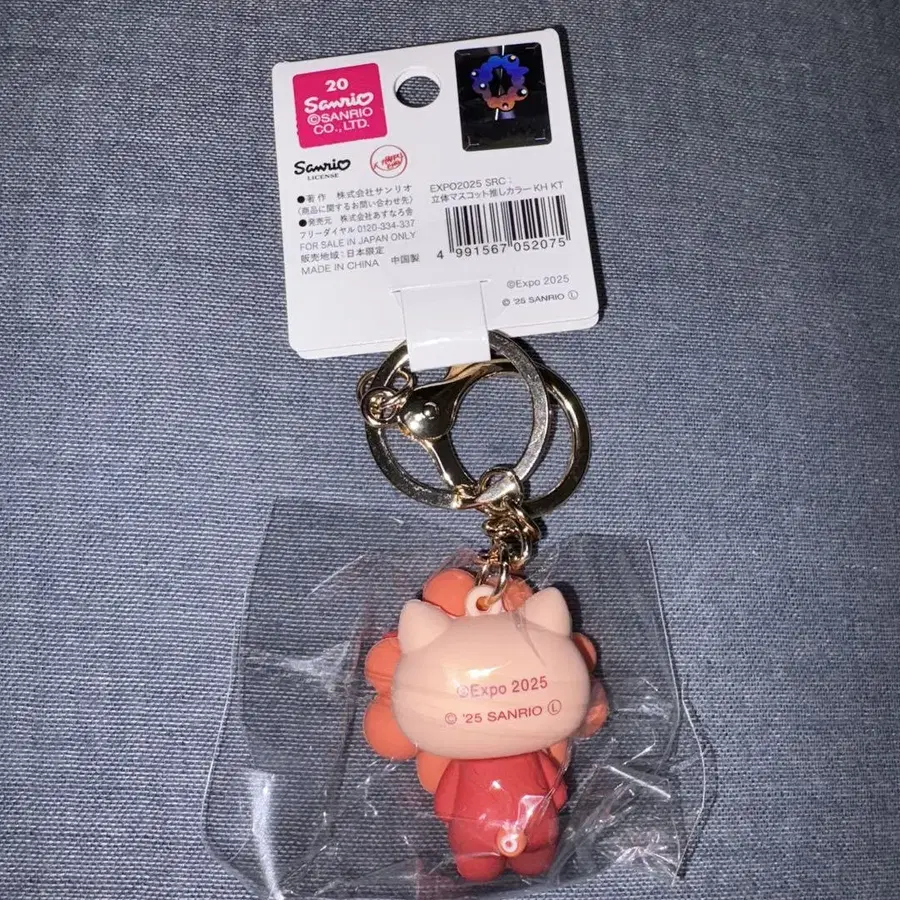 20
Sanrio
©SANRIO
CO., LTD.
Sanrio
LICENSE
●著作 株式会社サンリオ
〈商品に関するお問い合わせ先〉
●発売元 株式会社あすなろ舎
フリーダイヤル 0120-334-337
FOR SALE IN JAPAN ONLY
販売地域:日本限定
MADE IN CHINA 中国製
EXPO2025 SRC :
立体マスコット推しカラー KH KT
4 991567 052075
©Expo 2025
© '25 SANRIO Ⓛ
©Expo 2025
© '25 SANRIO Ⓛ